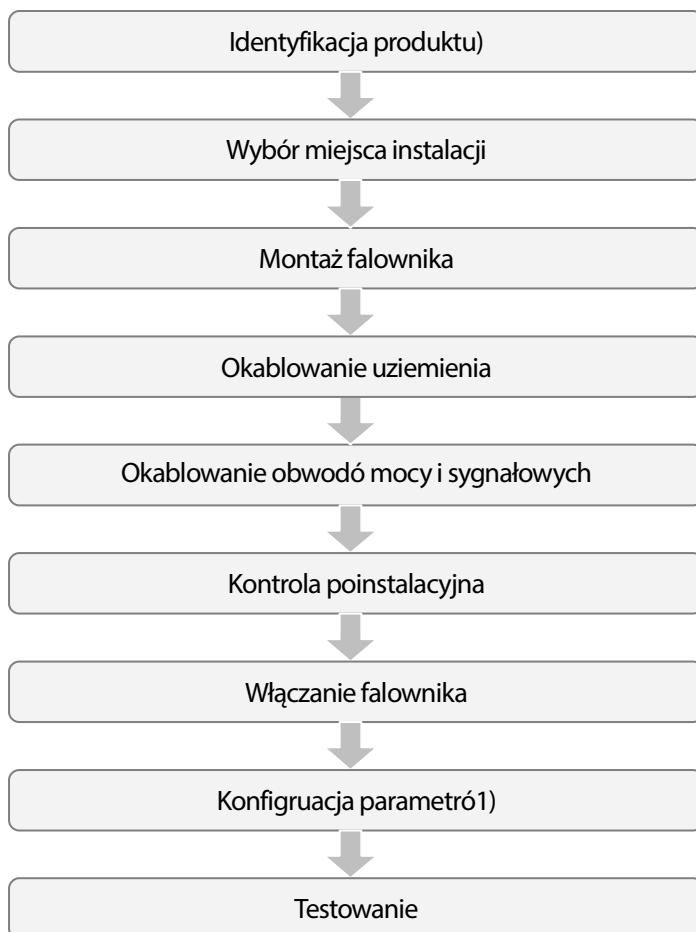 Identyfikacja produktu)
Wybór miejsca instalacji
Montaż falownika
Okablowanie uziemienia
Okablowanie obwodó mocy i sygnałowych
Kontrola poinstalacyjna
Włączanie falownika
Konfigruacja parametró1)
Testowanie